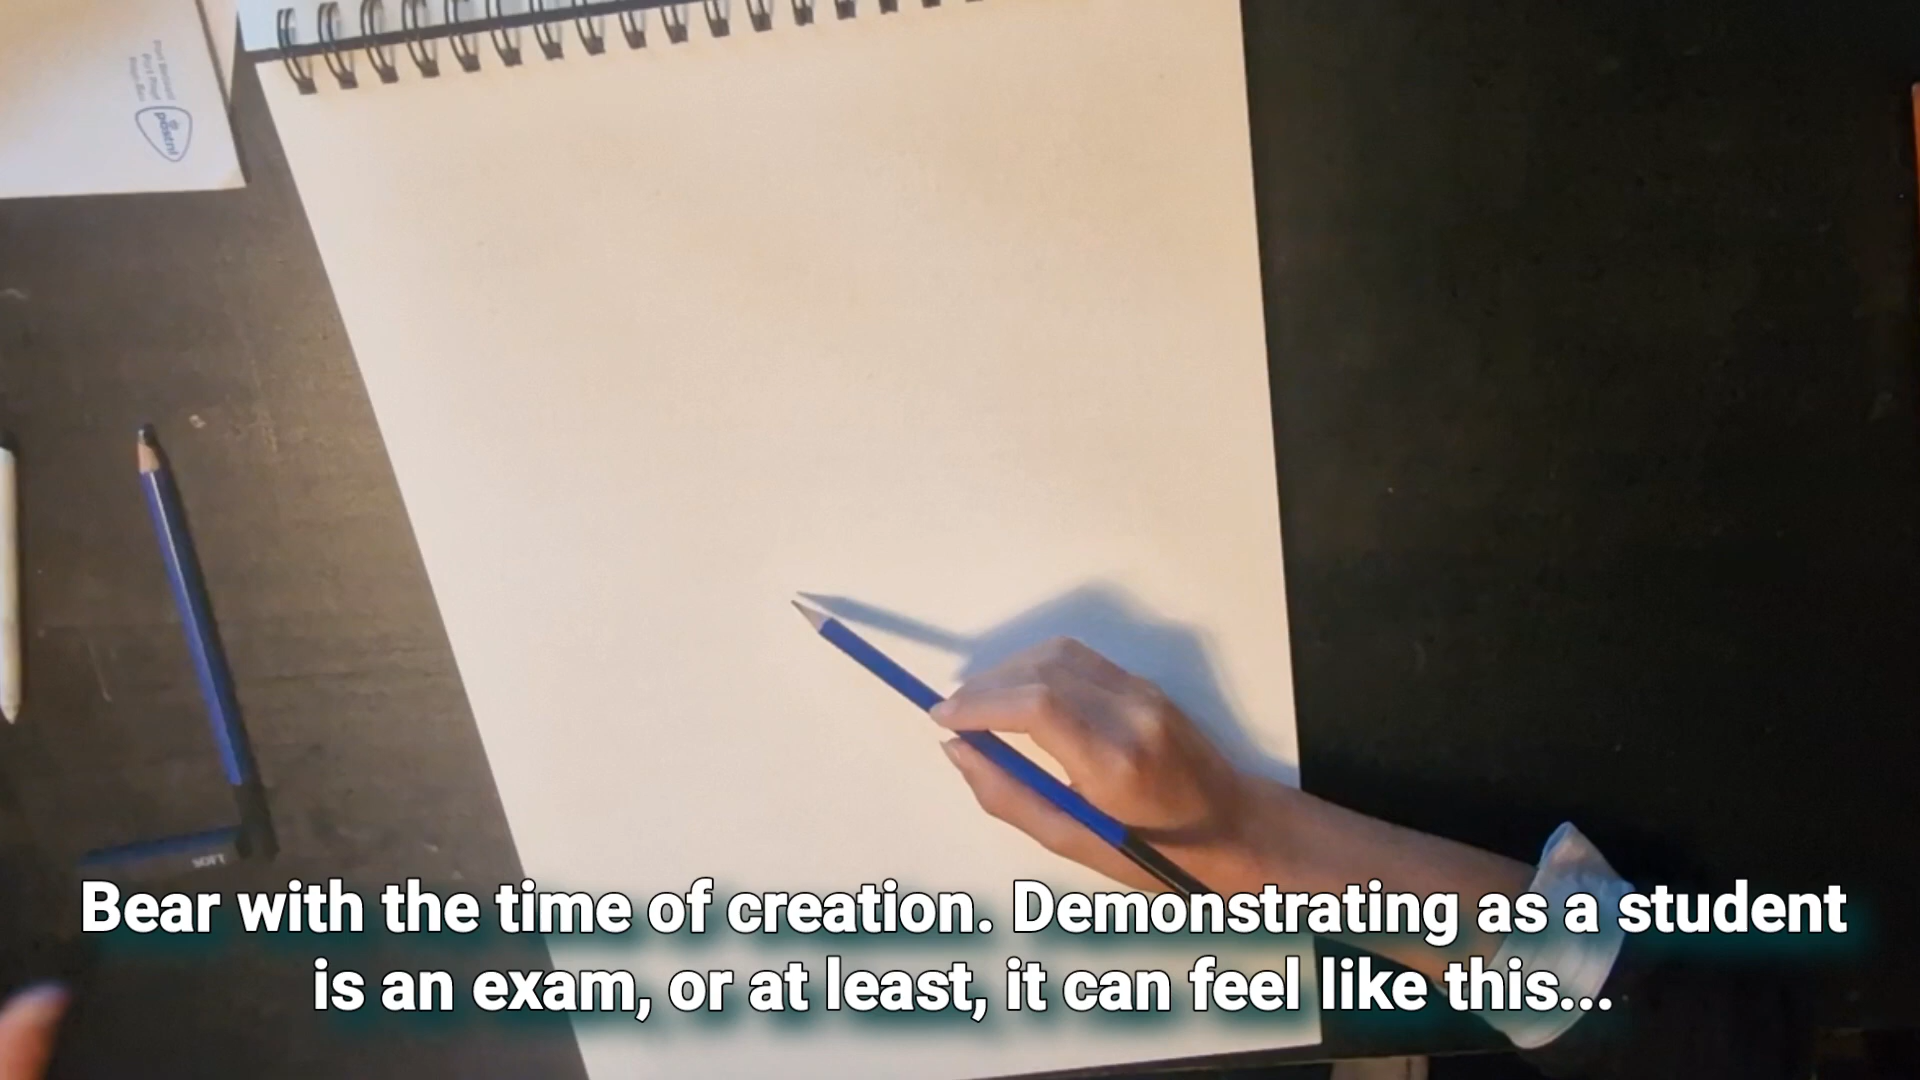 postnl
Bear with the time of creation. Demonstrating as a student
is an exam, or at least, it can feel like this...